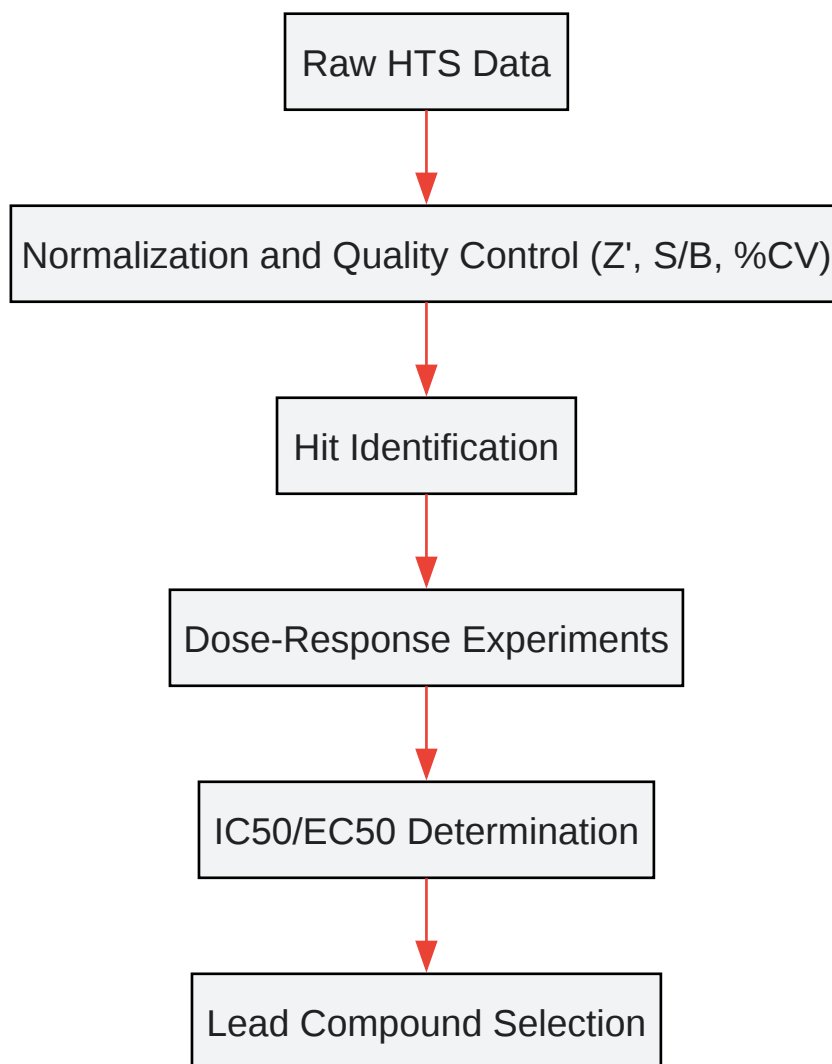 Raw HTS Data
Normalization and Quality Control (Z', S/B, %CV)
Hit Identification
Dose-Response Experiments
IC50/EC50 Determination
Lead Compound Selection